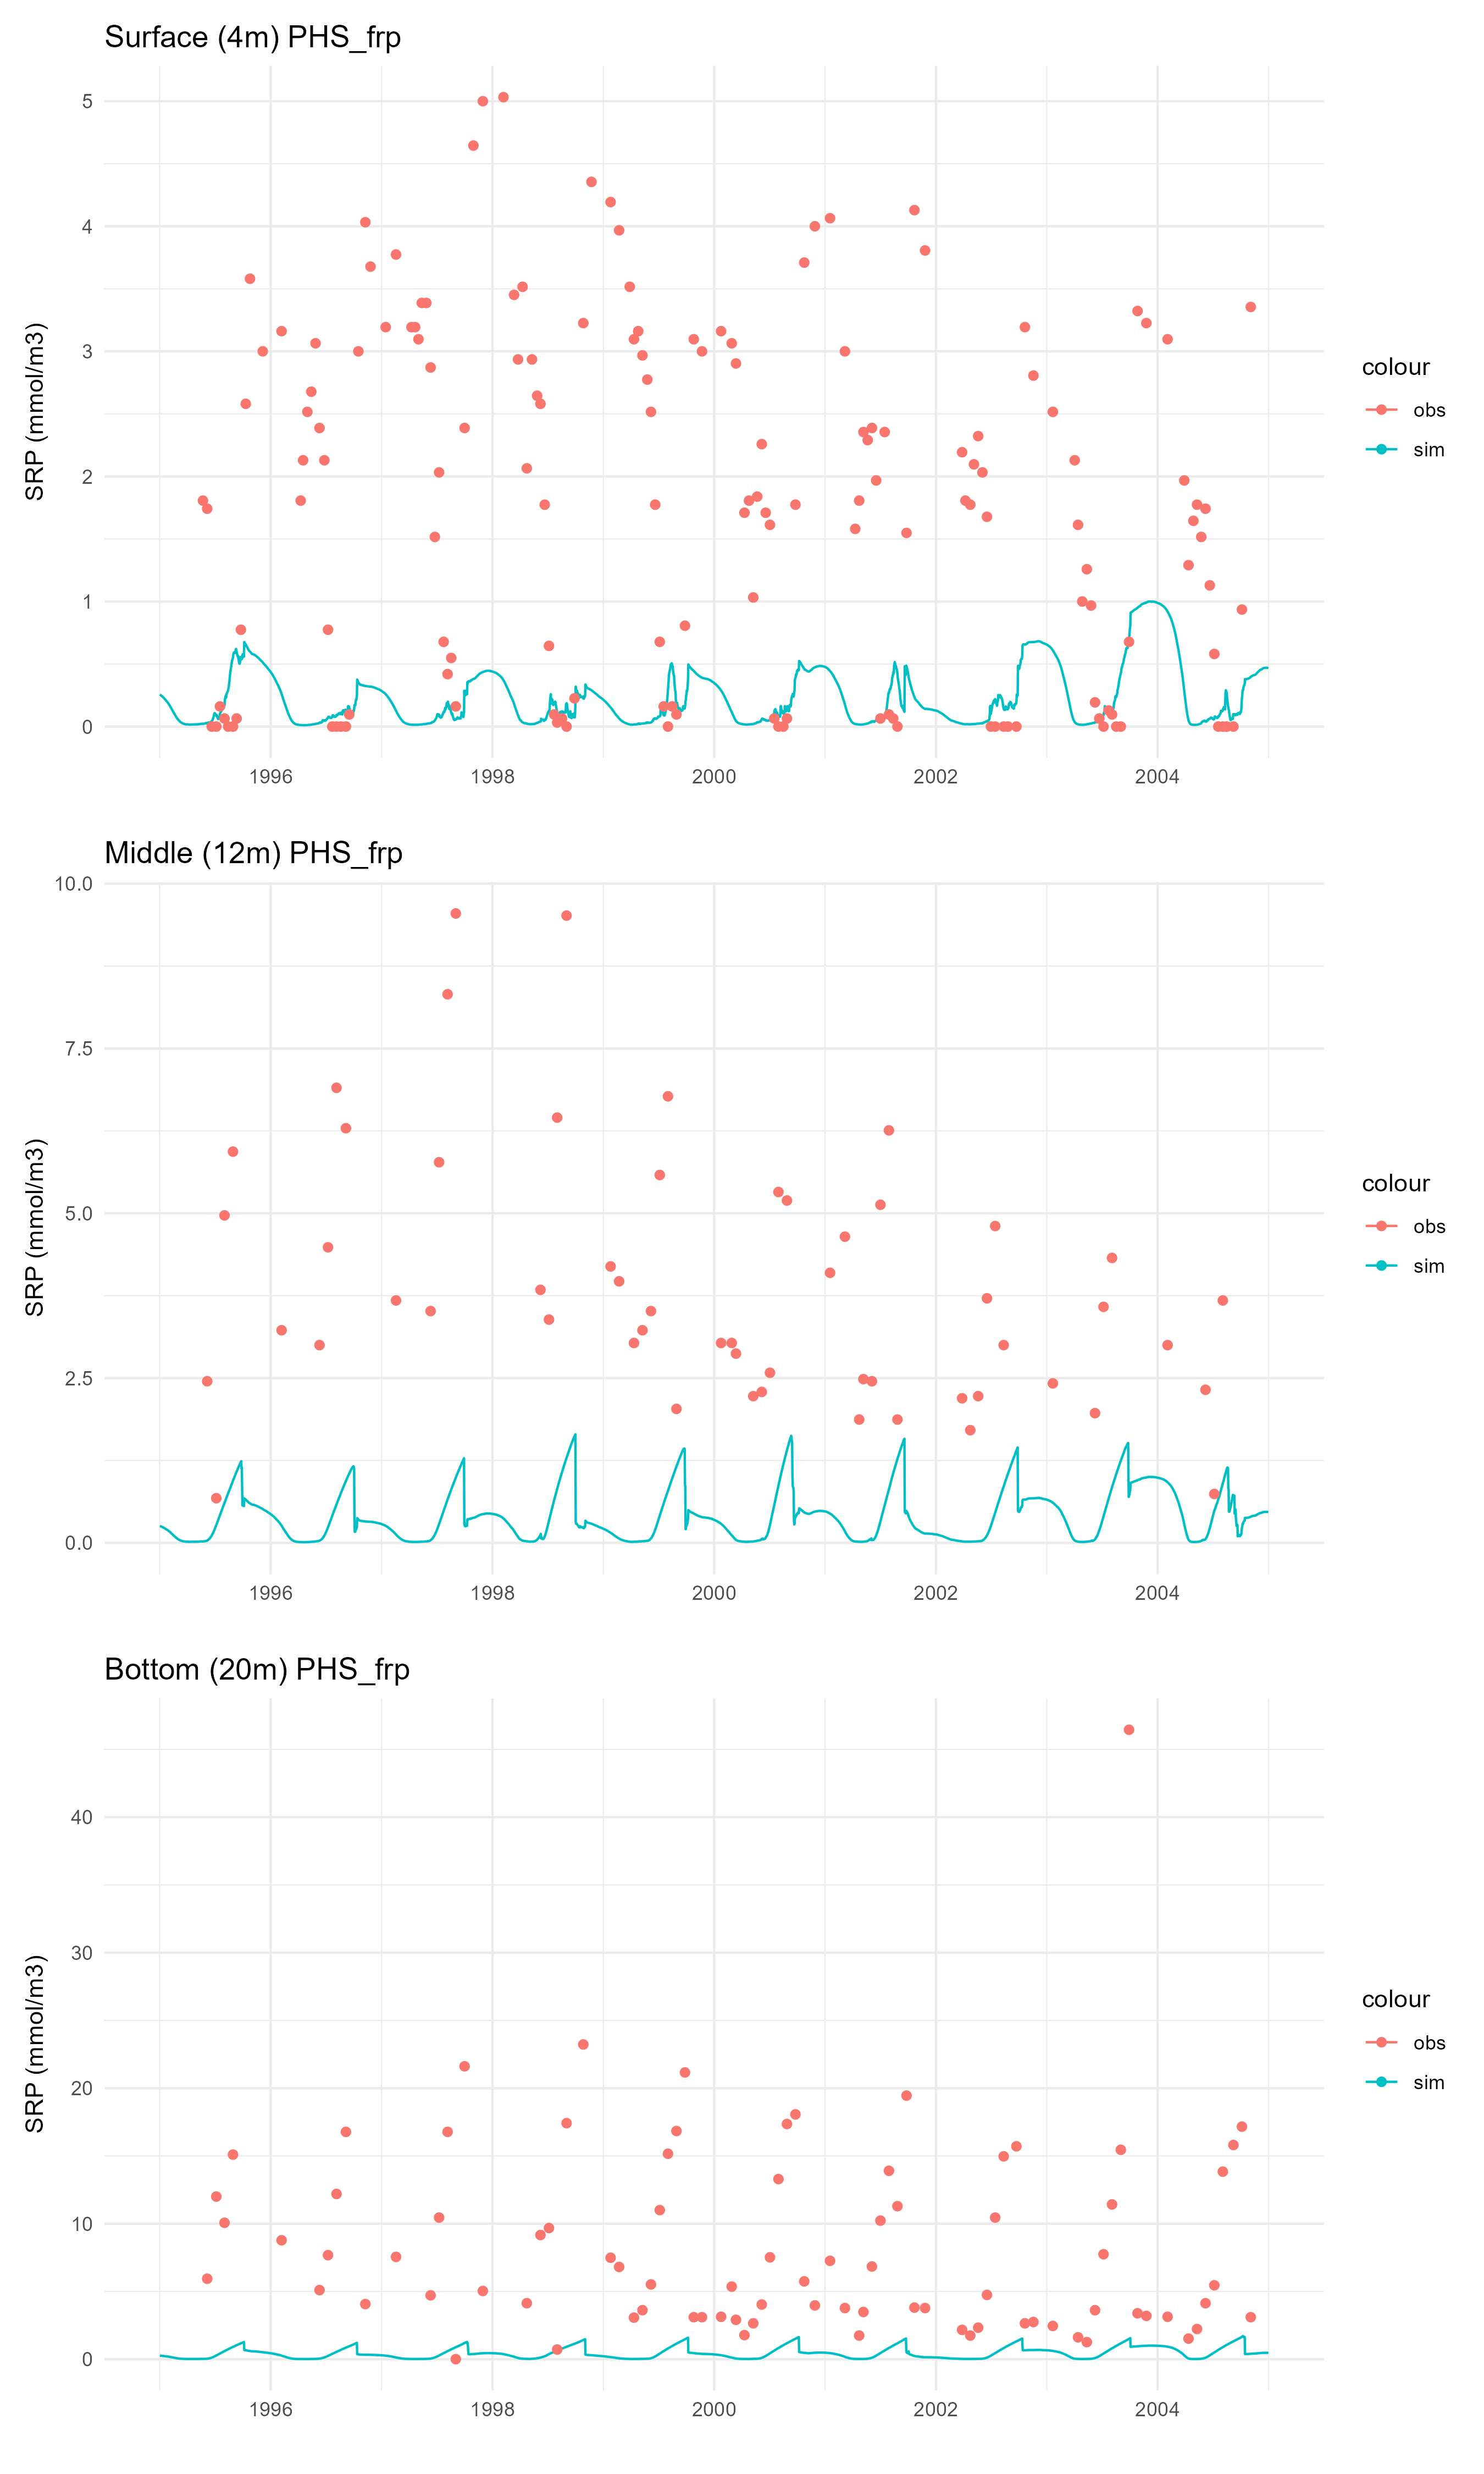 Surface (4m) PHS_frp
SRP (mmol/m3)
5
4
3
2
1
0
1996 1998 2000 2002 2004
colour
obs
sim
Middle (12m) PHS_frp
SRP (mmol/m3)
10.0
7.5
5.0
2.5
0.0
1996 1998 2000 2002 2004
colour
obs
sim
Bottom (20m) PHS_frp
SRP (mmol/m3)
40
30
20
10
0
1996 1998 2000 2002 2004
colour
obs
sim